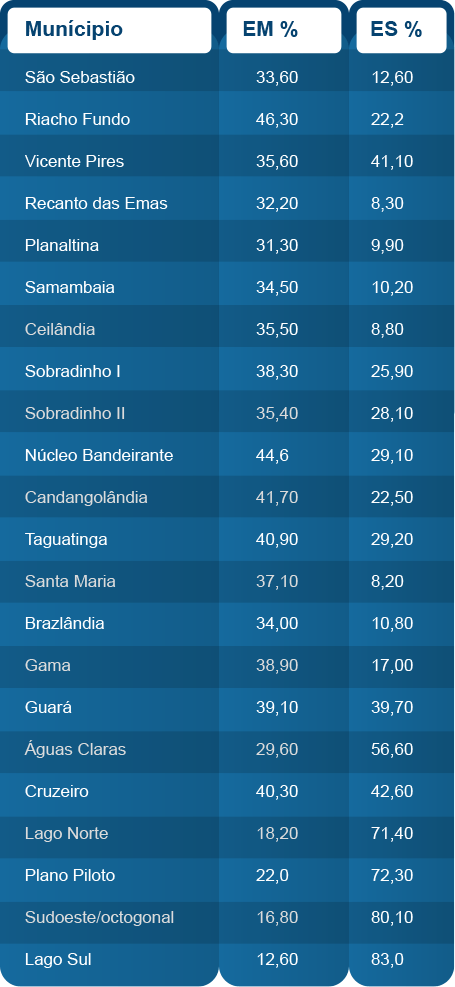 Munícipio EM % ES %
São Sebastião 33,60 12,60
Riacho Fundo 46,30 22,2
Vicente Pires 35,60 41,10
Recanto das Emas 32,20 8,30
Planaltina 31,30 9,90
Samambaia 34,50 10,20
Ceilândia 35,50 8,80
Sobradinho I 38,30 25,90
Sobradinho II 35,40 28,10
Núcleo Bandeirante 44,6 29,10
Candangolândia 41,70 22,50
Taguatinga 40,90 29,20
Santa Maria 37,10 8,20
Brazlândia 34,00 10,80
Gama 38,90 17,00
Guará 39,10 39,70
Águas Claras 29,60 56,60
Cruzeiro 40,30 42,60
Lago Norte 18,20 71,40
Plano Piloto 22,0 72,30
Sudoeste/octogonal 16,80 80,10
Lago Sul 12,60 83,0